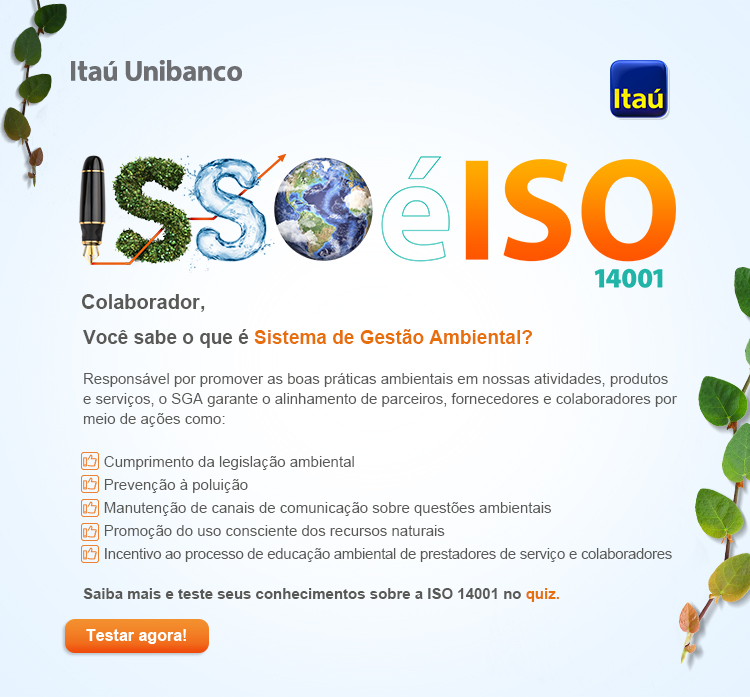 Itaú Unibanco
Itaú
ISSO é ISO
14001
Colaborador,
Você sabe o que é Sistema de Gestão Ambiental?
Responsável por promover as boas práticas ambientais em nossas atividades, produtos
e serviços, o SGA garante o alinhamento de parceiros, fornecedores e colaboradores por
meio de ações como:
Cumprimento da legislação ambiental
Prevenção à poluição
Manutenção de canais de comunicação sobre questões ambientais
Promoção do uso consciente dos recursos naturais
Incentivo ao processo de educação ambiental de prestadores de serviço e colaboradores
Saiba mais e teste seus conhecimentos sobre a ISO 14001 no quiz.
Testar agora!